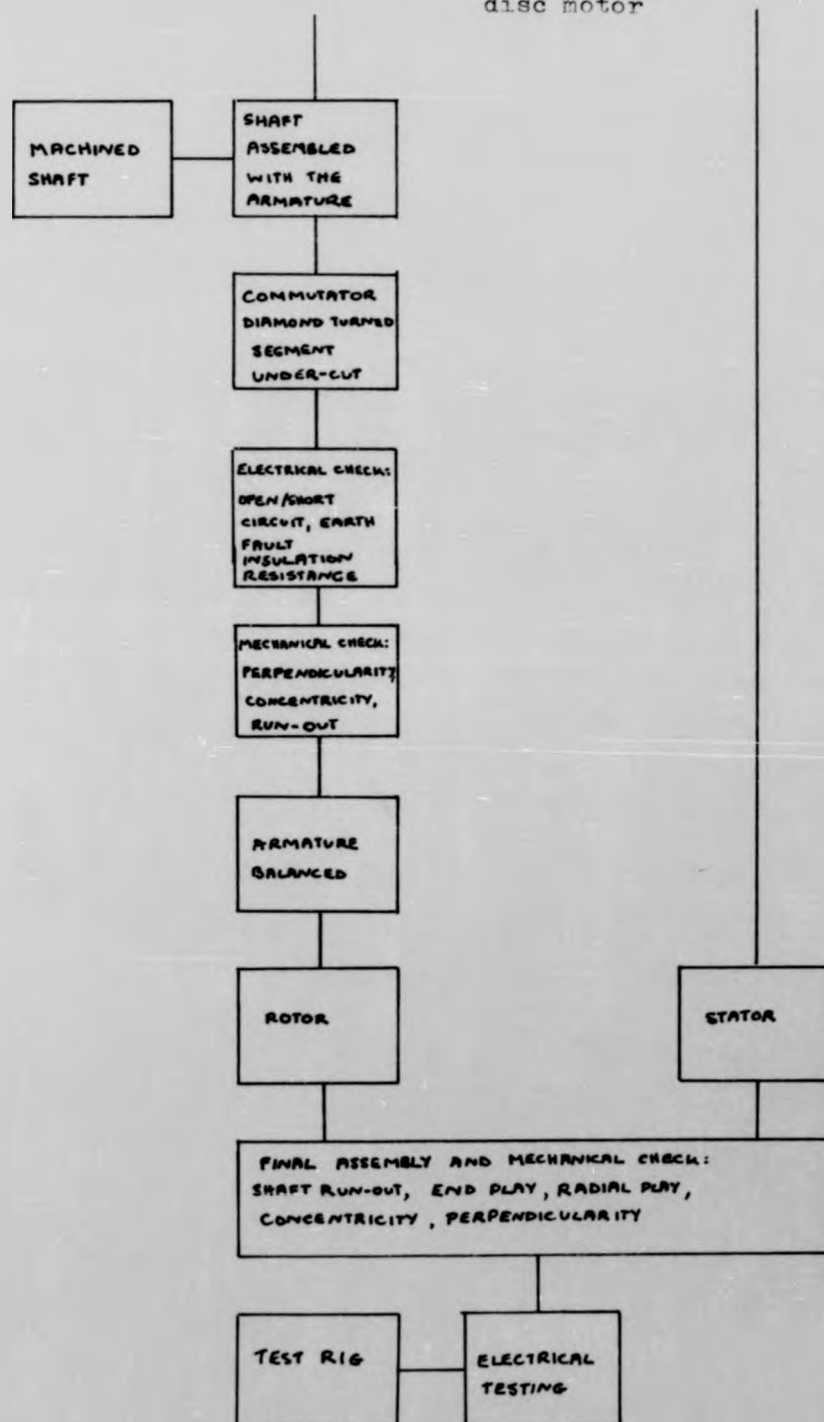 disc motor
MACHINED
SHAFT
SHAFT
ASSEMBLED
WITH THE
ARMATURE
COMMUTATOR
DIAMOND TURNED
SEGMENT
UNDER-CUT
ELECTRICAL CHECK:
OPEN/SHORT
CIRCUIT, EARTH
FAULT
INSULATION
RESISTANCE
MECHANICAL CHECK:
PERPENDICULARITY,
CONCENTRICITY,
RUN-OUT
ARMATURE
BALANCED
ROTOR
STATOR
FINAL ASSEMBLY AND MECHANICAL CHECK:
SHAFT RUN-OUT, END PLAY, RADIAL PLAY,
CONCENTRICITY, PERPENDICULARITY
TEST RIG
ELECTRICAL
TESTING